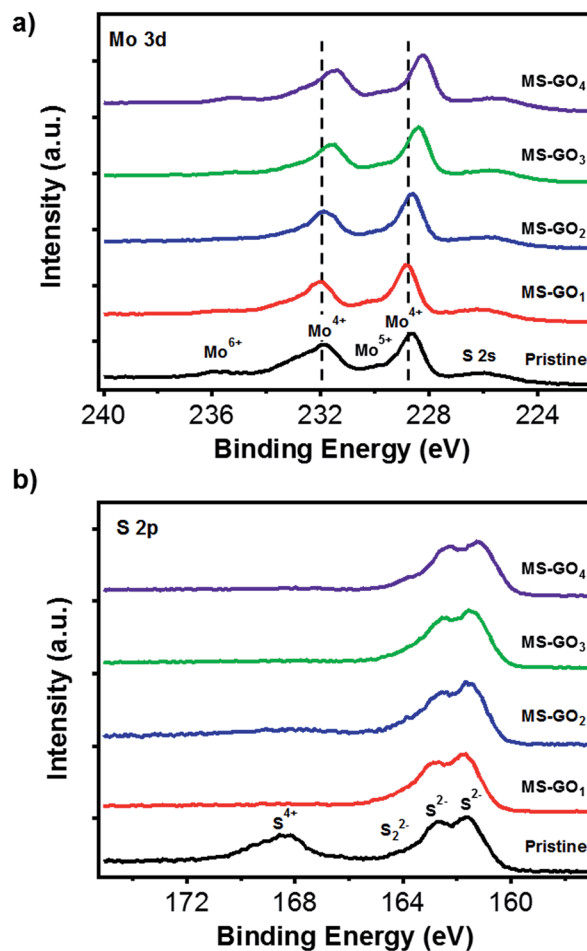 a)
Mo 3d
MS-GO₄
MS-GO₃
MS-GO₂
MS-GO₁
Mo⁶⁺ Mo⁴⁺ Mo⁵⁺ Mo⁴⁺ S 2s Pristine
Intensity (a.u.)
240 236 232 228 224
Binding Energy (eV)
b)
S 2p
MS-GO₄
MS-GO₃
MS-GO₂
MS-GO₁
S⁴⁺ S₂²⁻ S²⁻ S²⁻
Pristine
Intensity (a.u.)
172 168 164 160
Binding Energy (eV)